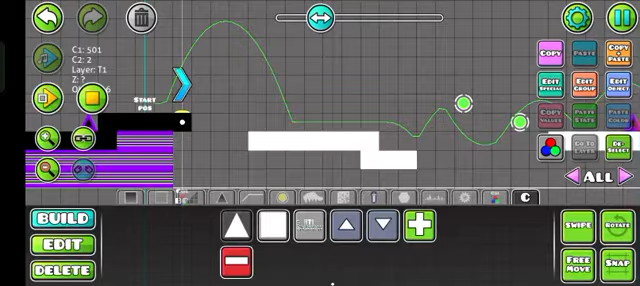 C1: 501
C2: 2
Layer: T1
Z: ?
START
POS
COPY
PASTE
COPY
+
PASTE
EDIT
SPECIAL
EDIT
GROUP
EDIT
OBJECT
COPY
VALUES
PASTE
STATE
PASTE
COLOR
GO TO
LAYER
DE-
SELECT
ALL
C
BUILD
EDIT
DELETE
SWIPE
ROTATE
FREE
MOVE
SNAP